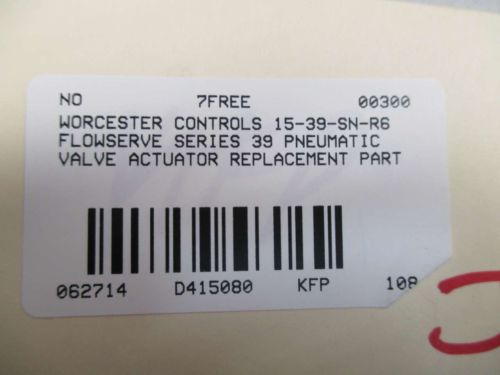 NO 7FREE 00300
WORCESTER CONTROLS 15-39-SN-R6
FLOWSERVE SERIES 39 PNEUMATIC
VALVE ACTUATOR REPLACEMENT PART
062714 D415080 KFP 108